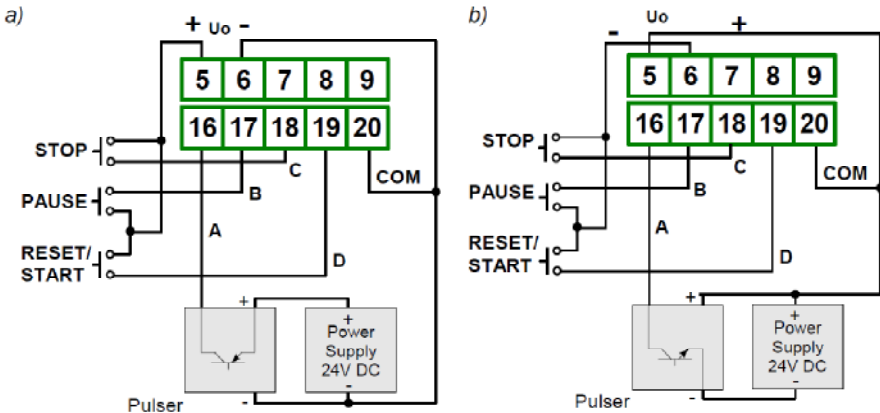 a)
+ Uo -
5 6 7 8 9
16 17 18 19 20
STOP
C
COM
PAUSE
B
A
RESET/
START
D
+
+
Power
Supply
24V DC
-
-
Pulser
b)
- Uo +
5 6 7 8 9
16 17 18 19 20
STOP
C
COM
PAUSE
B
A
RESET/
START
D
+
+
Power
Supply
24V DC
-
-
Pulser